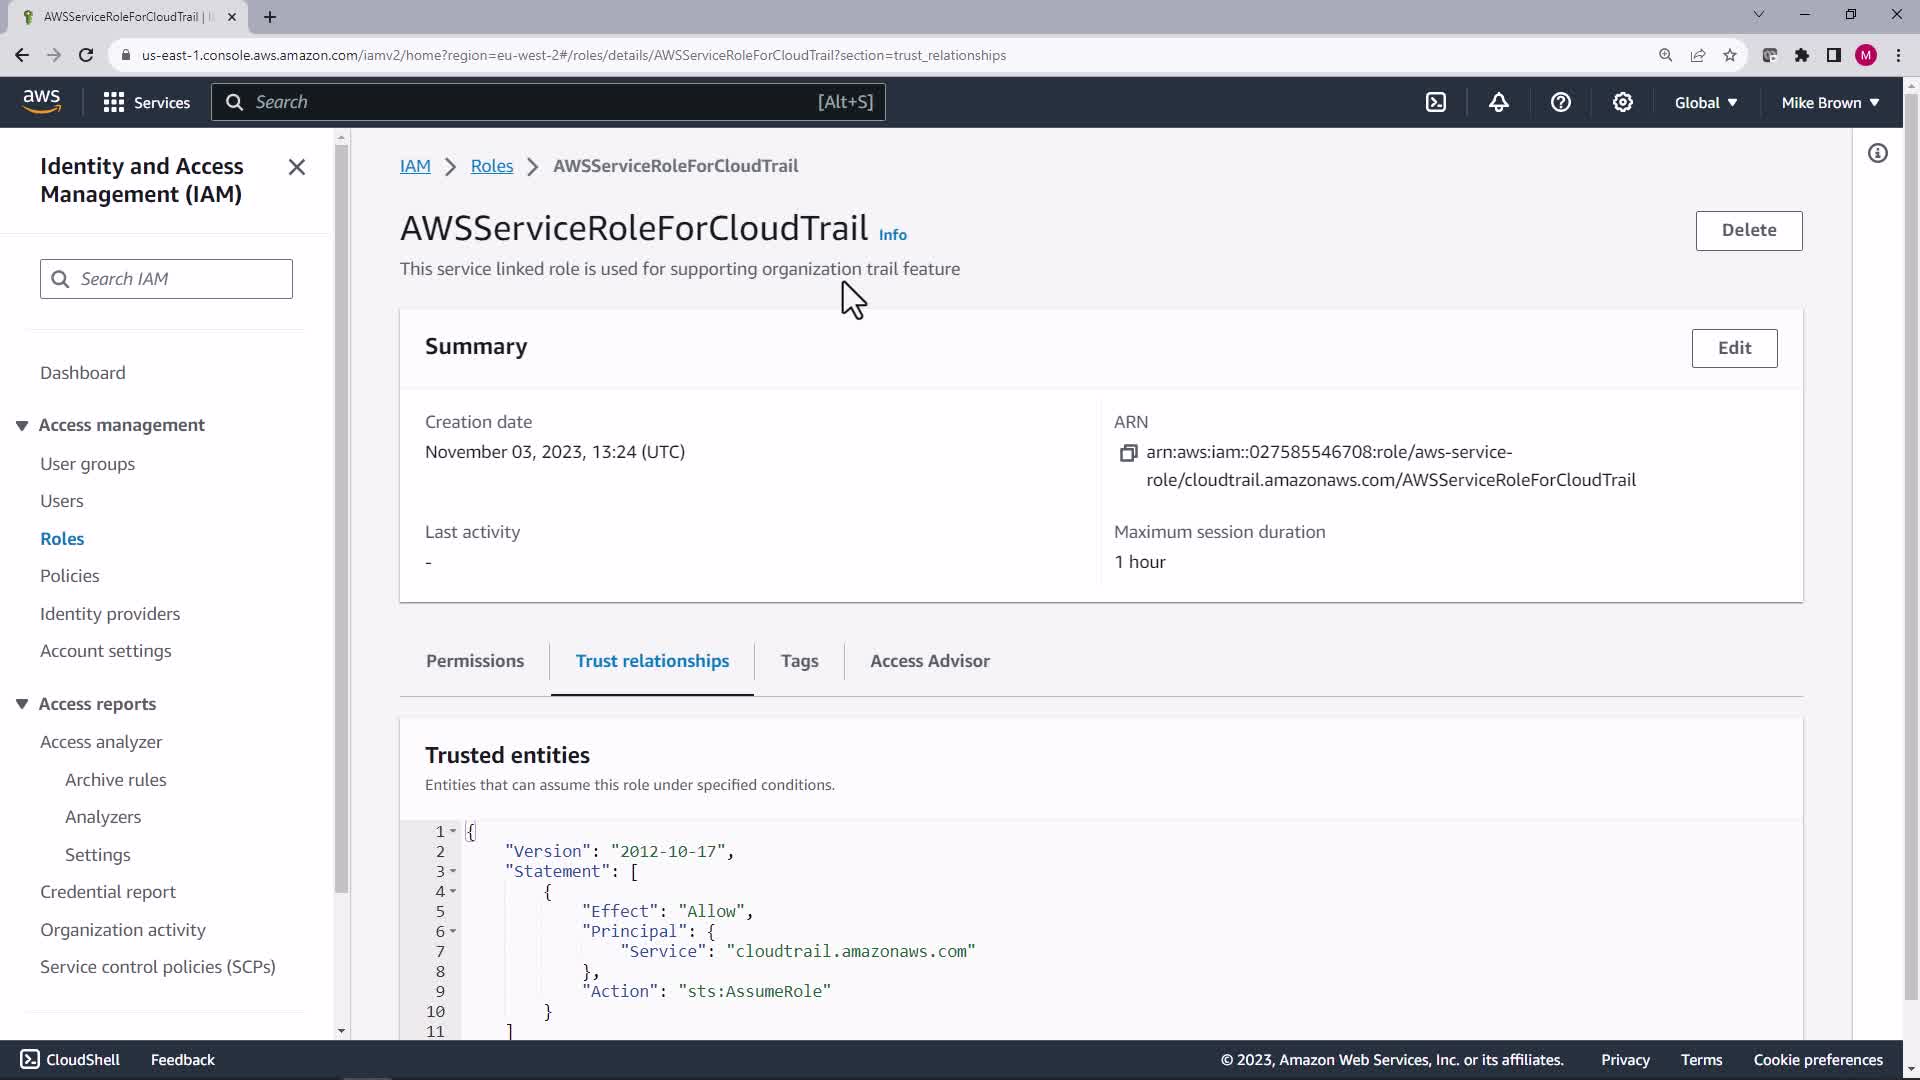 AWSServiceRoleForCloudTrail |
us-east-1.console.aws.amazon.com/iamv2/home?region=eu-west-2#/roles/details/AWSServiceRoleForCloudTrail?section=trust_relationships
M
aws
Services
Search
[Alt+S]
Global
Mike Brown
Identity and Access
Management (IAM)
Search IAM
Dashboard
Access management
User groups
Users
Roles
Policies
Identity providers
Account settings
Access reports
Access analyzer
Archive rules
Analyzers
Settings
Credential report
Organization activity
Service control policies (SCPs)
IAM
Roles
AWSServiceRoleForCloudTrail
AWSServiceRoleForCloudTrail Info
Delete
This service linked role is used for supporting organization trail feature
Summary
Edit
Creation date
November 03, 2023, 13:24 (UTC)
ARN
arn:aws:iam::027585546708:role/aws-service-
role/cloudtrail.amazonaws.com/AWSServiceRoleForCloudTrail
Last activity
-
Maximum session duration
1 hour
Permissions
Trust relationships
Tags
Access Advisor
Trusted entities
Entities that can assume this role under specified conditions.
1 {
2 "Version": "2012-10-17",
3 "Statement": [
4 {
5 "Effect": "Allow",
6 "Principal": {
7 "Service": "cloudtrail.amazonaws.com"
8 },
9 "Action": "sts:AssumeRole"
10 }
11 ]
CloudShell
Feedback
© 2023, Amazon Web Services, Inc. or its affiliates.
Privacy
Terms
Cookie preferences